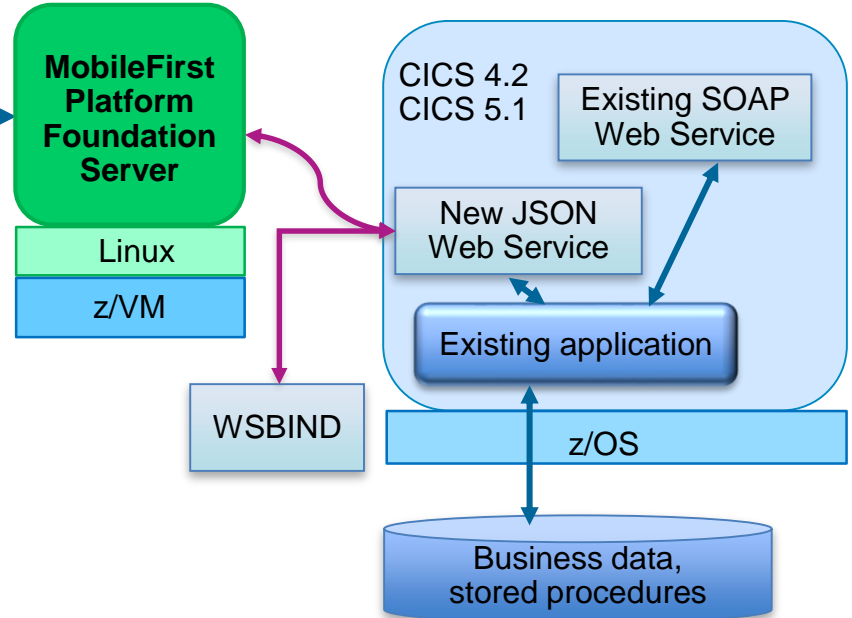 MobileFirst
Platform
Foundation
Server
Linux
z/VM
CICS 4.2
CICS 5.1
Existing SOAP
Web Service
New JSON
Web Service
Existing application
WSBIND
z/OS
Business data,
stored procedures